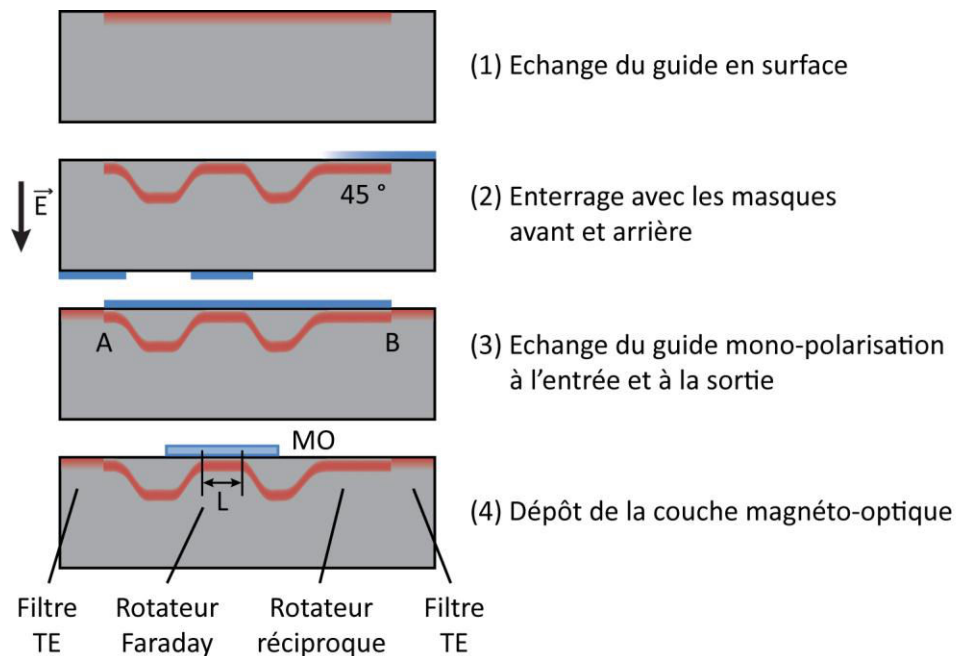 (1) Echange du guide en surface
E
45 °
(2) Enterrage avec les masques
avant et arrière
A
B
(3) Echange du guide mono-polarisation
à l'entrée et à la sortie
MO
L
(4) Dépôt de la couche magnéto-optique
Filtre
TE
Rotateur
Faraday
Rotateur
réciproque
Filtre
TE